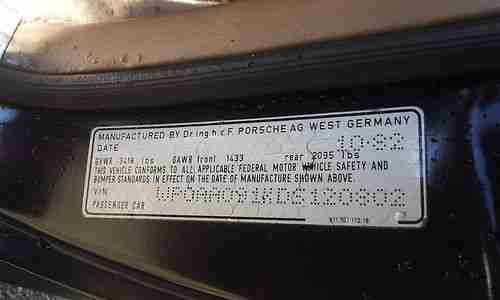 MANUFACTURED BY Dr.Ing.h.c.F. PORSCHE AG WEST GERMANY
DATE 10-82
GVWR 3418 lbs GAWR front 1433 rear 2095 lbs
THIS VEHICLE CONFORMS TO ALL APPLICABLE FEDERAL MOTOR VEHICLE SAFETY AND
BUMPER STANDARDS IN EFFECT ON THE DATE OF MANUFACTURE SHOWN ABOVE.
VIN:
PASSENGER CAR